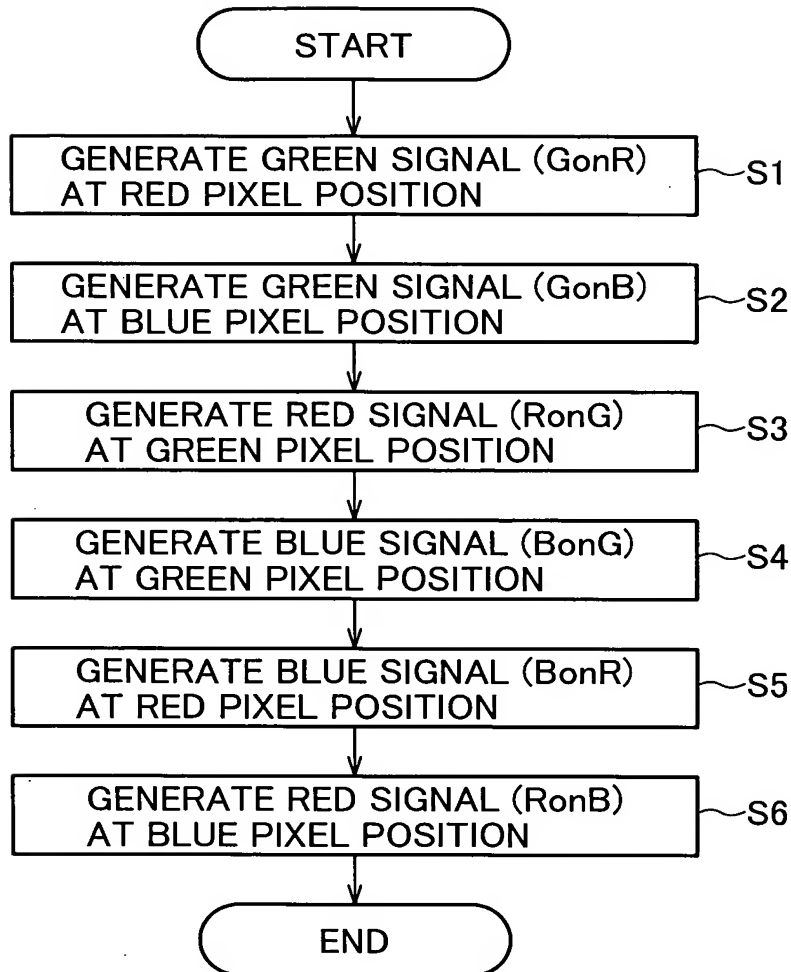 START
GENERATE GREEN SIGNAL (GonR)
AT RED PIXEL POSITION
S1
GENERATE GREEN SIGNAL (GonB)
AT BLUE PIXEL POSITION
S2
GENERATE RED SIGNAL (RonG)
AT GREEN PIXEL POSITION
S3
GENERATE BLUE SIGNAL (BonG)
AT GREEN PIXEL POSITION
S4
GENERATE BLUE SIGNAL (BonR)
AT RED PIXEL POSITION
S5
GENERATE RED SIGNAL (RonB)
AT BLUE PIXEL POSITION
S6
END